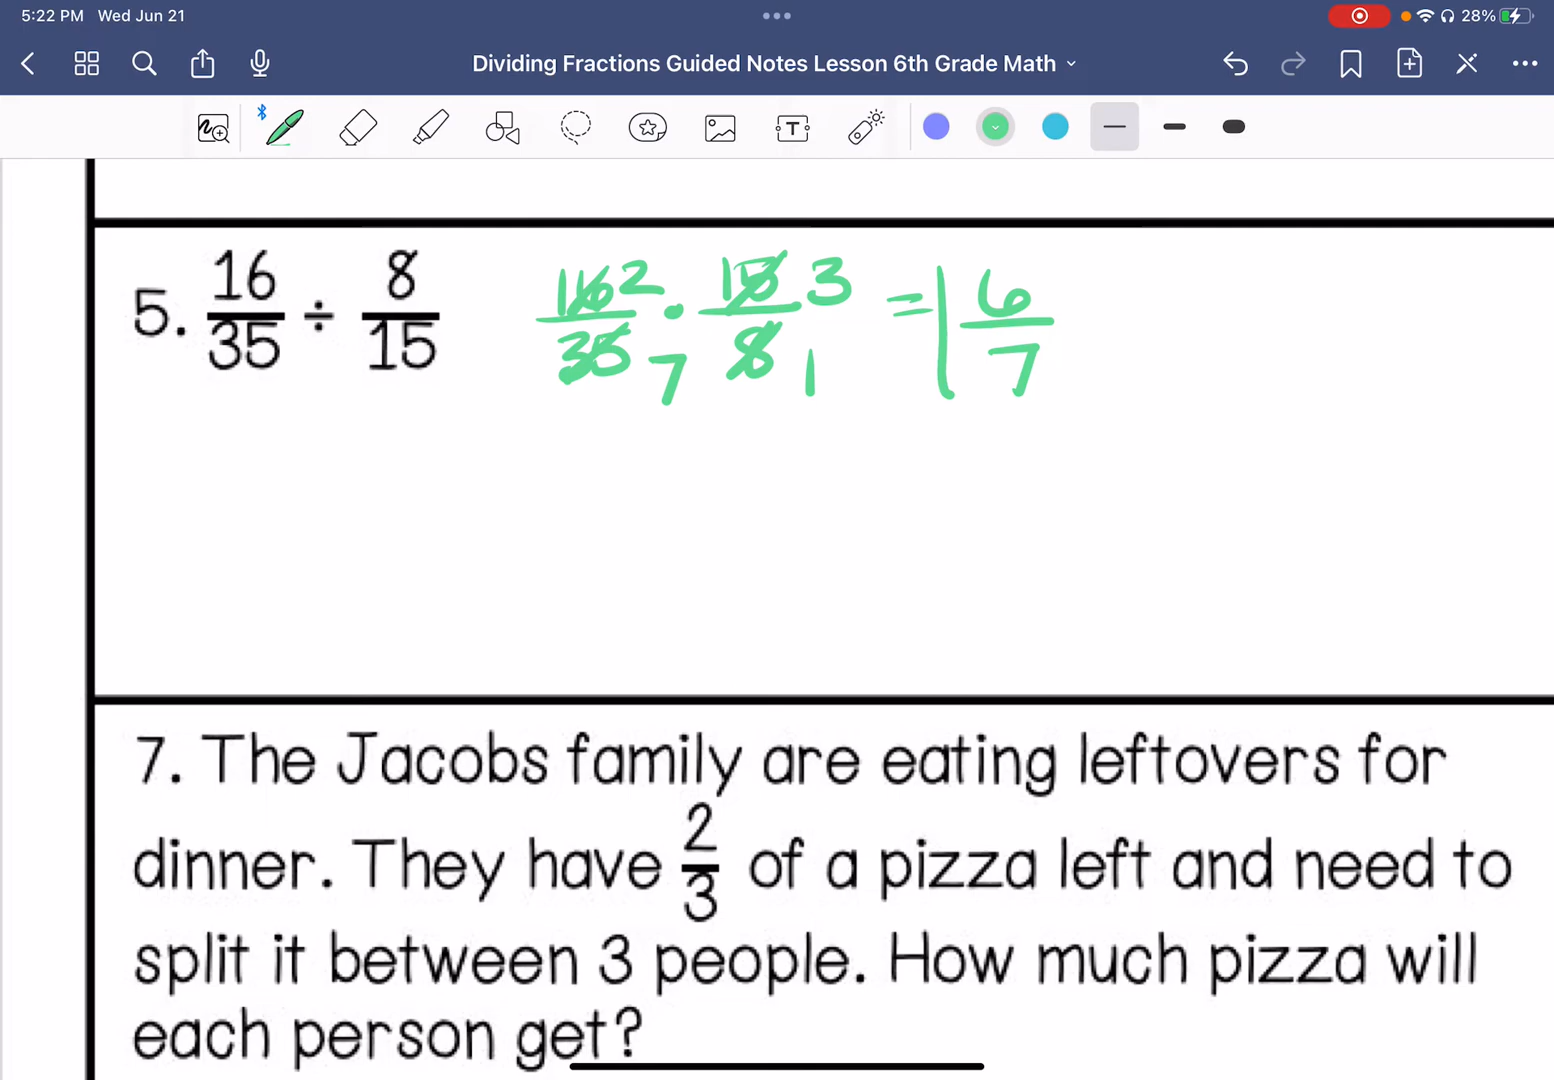 5:22 PM Wed Jun 21
28%
Dividing Fractions Guided Notes Lesson 6th Grade Math
5. 16/35 ÷ 8/15 16/35 2 7 · 15/8 3 1 = 6/7
7. The Jacobs family are eating leftovers for
dinner. They have 2/3 of a pizza left and need to
split it between 3 people. How much pizza will
each person get?